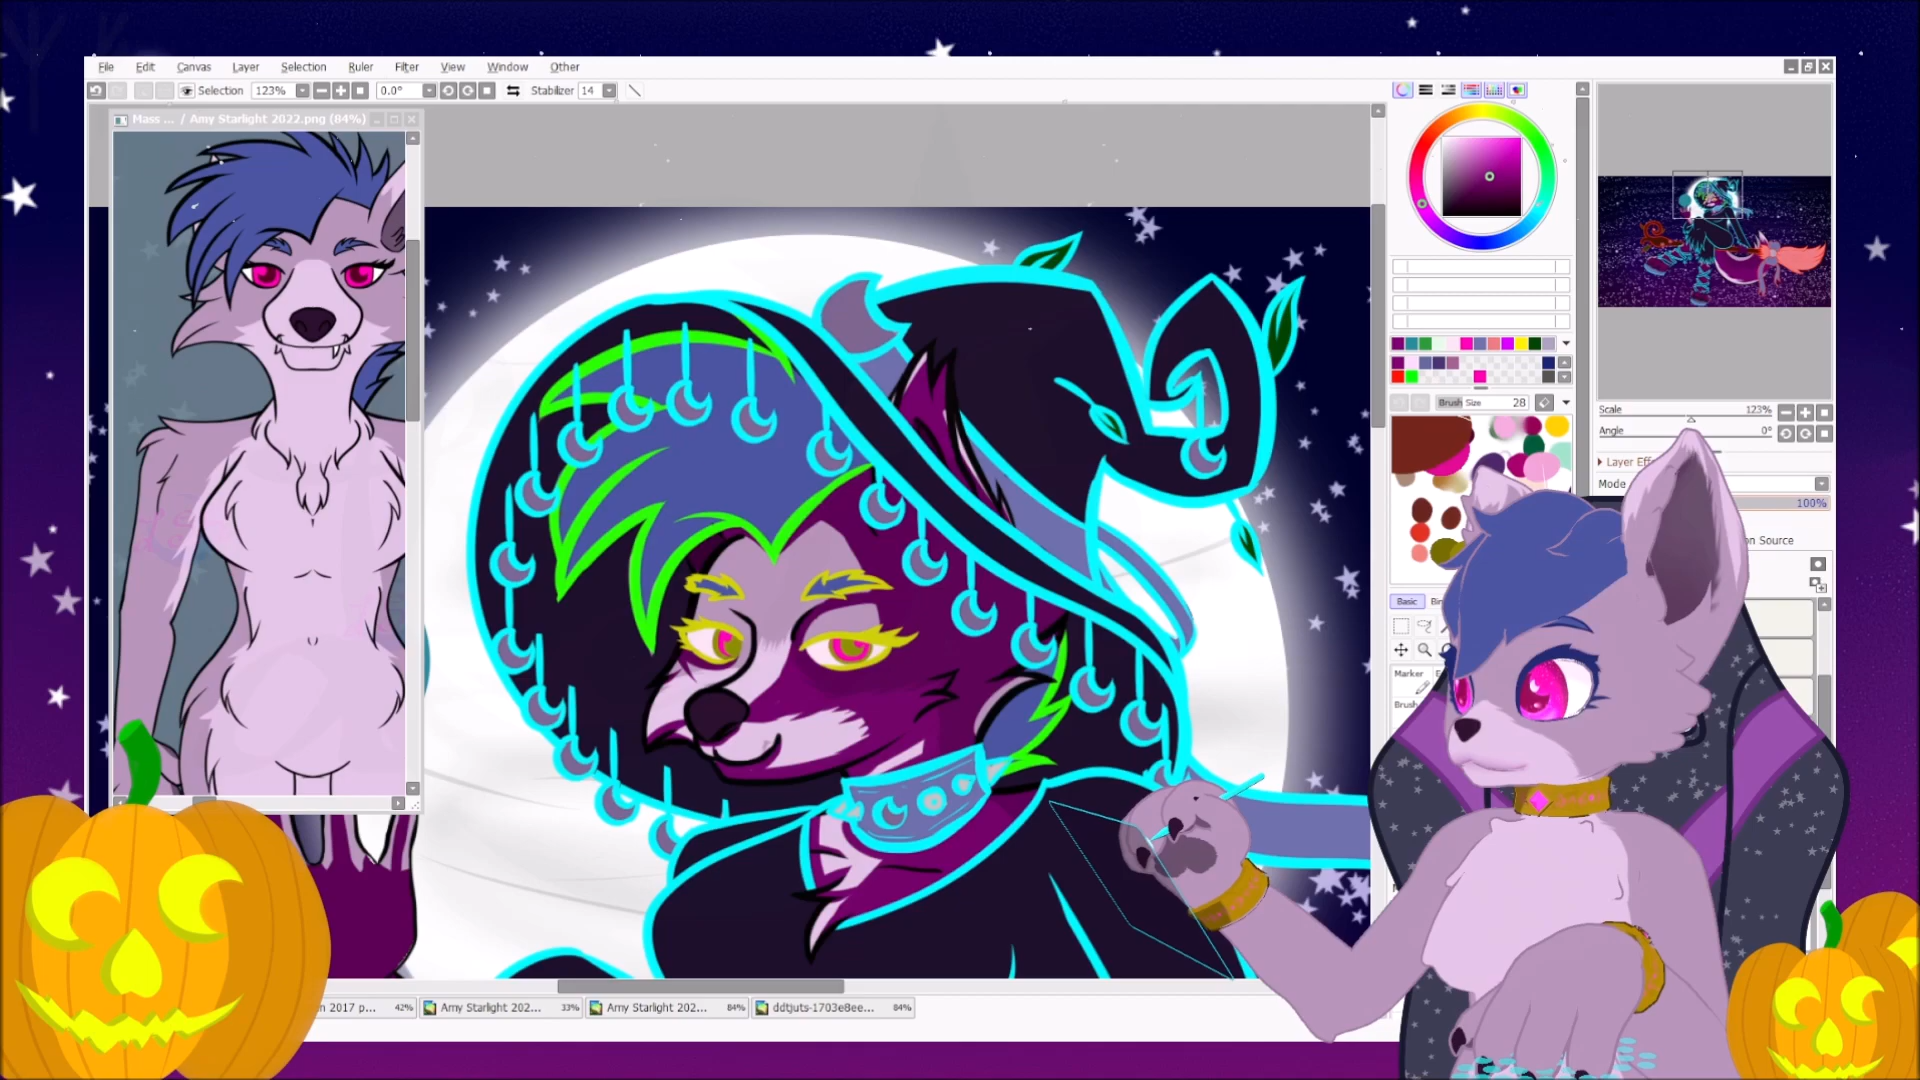 File Edit Canvas Layer Selection Ruler Filter View Window Other
Selection 123% 0.0° Stabilizer 14
Mass ... / Amy Starlight 2022.png (84%)
Brush Size 28
Scale 123%
Angle 0°
Layer Eff
Mode
100%
on Source
Basic
Marker
Brush
n 2017 p... 42% Amy Starlight 202... 33% Amy Starlight 202... 84% ddtjuts-1703e8ee... 84%